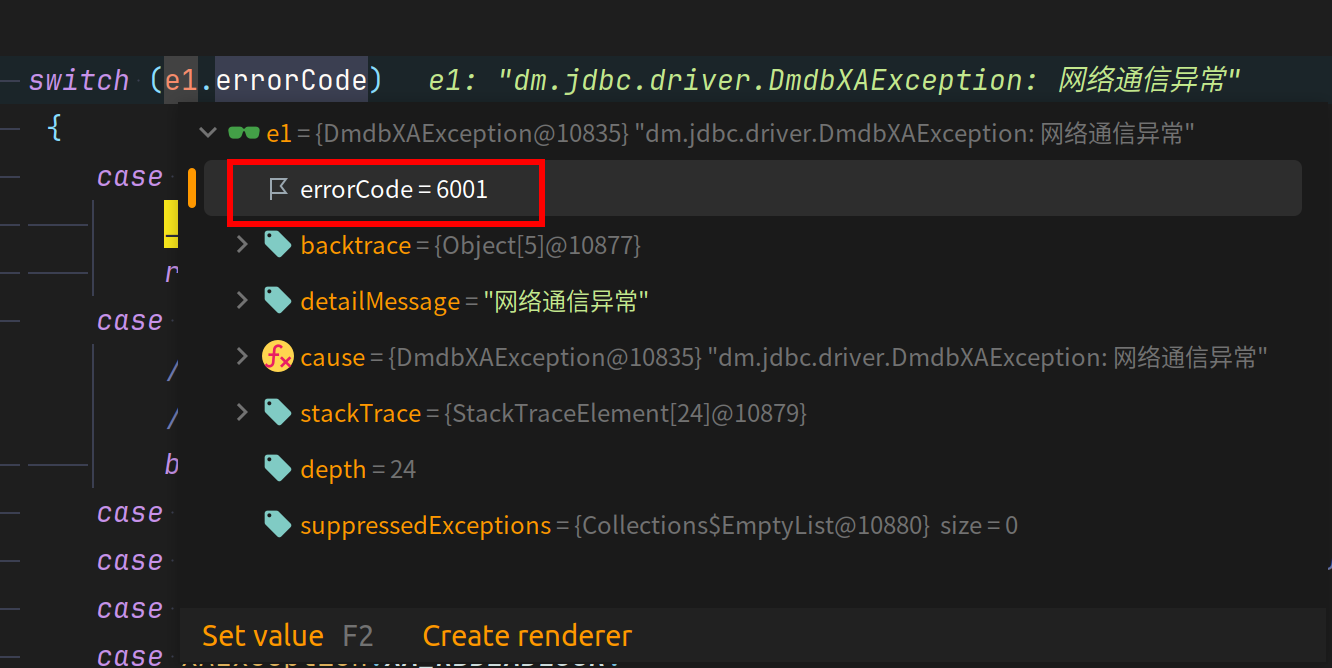 switch (e1.errorCode) e1: "dm.jdbc.driver.DmdbXAException: 网络通信异常"
{
e1 = {DmdbXAException@10835} "dm.jdbc.driver.DmdbXAException: 网络通信异常"
case
errorCode = 6001
backtrace = {Object[5]@10877}
r
detailMessage = "网络通信异常"
case
cause = {DmdbXAException@10835} "dm.jdbc.driver.DmdbXAException: 网络通信异常"
/
stackTrace = {StackTraceElement[24]@10879}
/
depth = 24
b
case
suppressedExceptions = {Collections$EmptyList@10880} size = 0
case
case
Set value F2 Create renderer
case